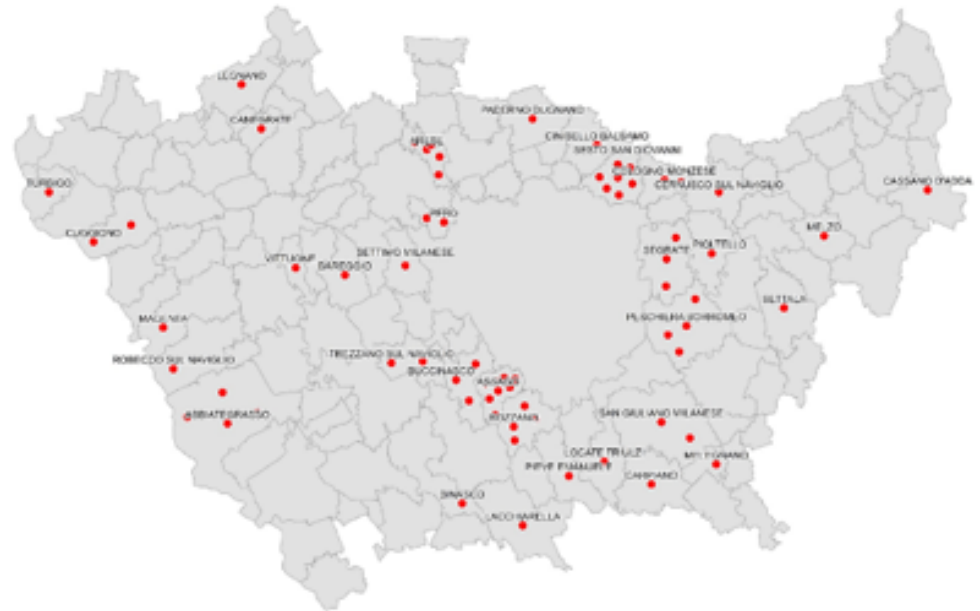 LEGNANO
CANEGRATE
PADERNO DUGNANO
CINISELLO BALSAMO
SESTO SAN GIOVANNI
COLOGNO MONZESE
CERNUSCO SUL NAVIGLIO
CASSANO D'ADDA
TURBIGO
CUGGIONO
PERO
MELZO
VITTUONE
BAREGGIO
SETTIMO MILANESE
SEGRATE
PIOLTELLO
MAGENTA
PESCHIERA BORROMEO
ROBECCO SUL NAVIGLIO
TREZZANO SUL NAVIGLIO
BUCCINASCO
ASSAGO
ABBIATEGRASSO
ROZZANO
SAN GIULIANO MILANESE
LOCATE TRIULZ
MELEGNANO
PIEVE EMANUELE
CARPIANO
BINASCO
LACCHIARELLA